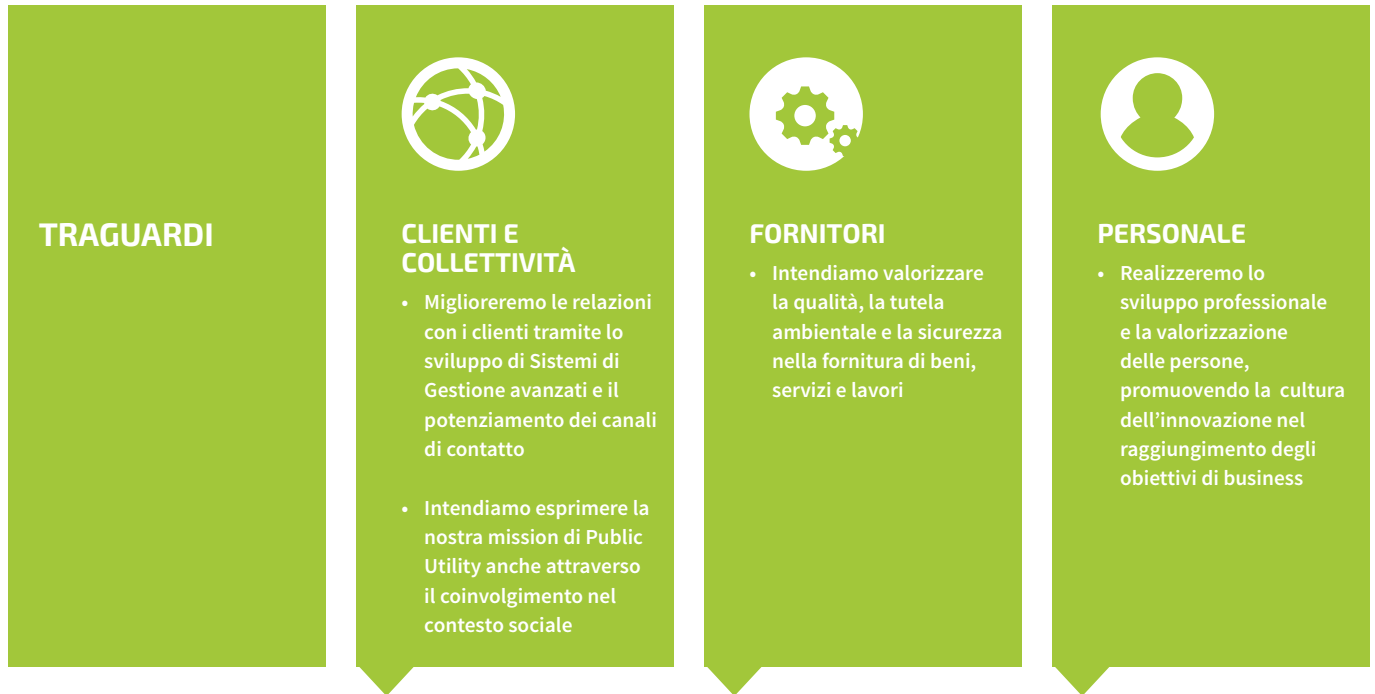 TRAGUARDI
CLIENTI E
COLLETTIVITÀ
• Miglioreremo le relazioni
con i clienti tramite lo
sviluppo di Sistemi di
Gestione avanzati e il
potenziamento dei canali
di contatto
• Intendiamo esprimere la
nostra mission di Public
Utility anche attraverso
il coinvolgimento nel
contesto sociale
FORNITORI
• Intendiamo valorizzare
la qualità, la tutela
ambientale e la sicurezza
nella fornitura di beni,
servizi e lavori
PERSONALE
• Realizzeremo lo
sviluppo professionale
e la valorizzazione
delle persone,
promuovendo la cultura
dell’innovazione nel
raggiungimento degli
obiettivi di business